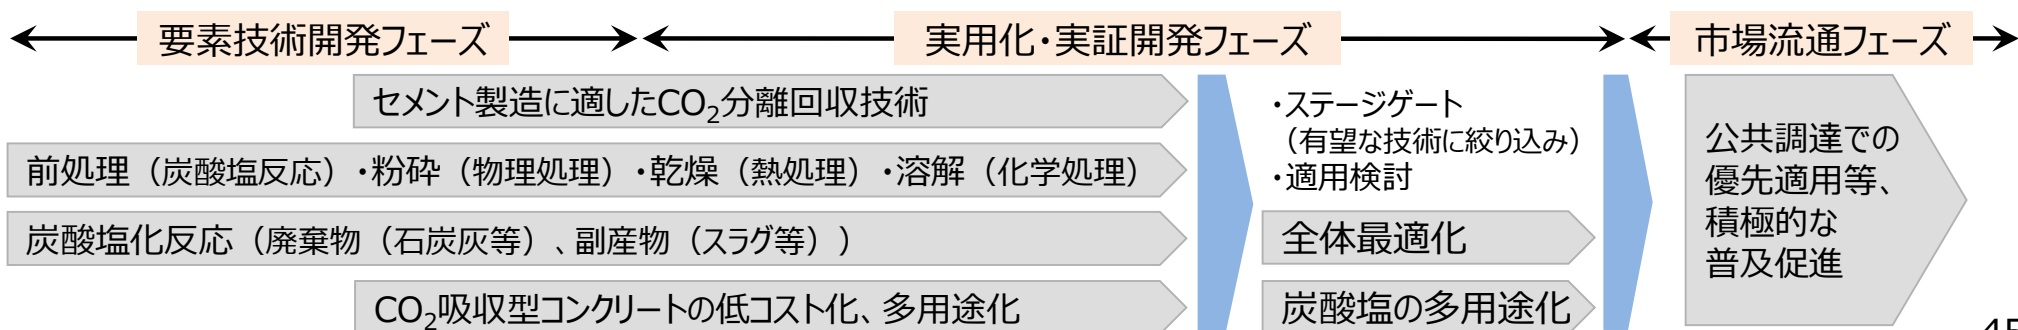 要素技術開発フェーズ
実用化・実証開発フェーズ
市場流通フェーズ
セメント製造に適したCO₂分離回収技術
前処理（炭酸塩反応）・粉砕（物理処理）・乾燥（熱処理）・溶解（化学処理）
炭酸塩化反応（廃棄物（石炭灰等）、副産物（スラグ等））
CO₂吸収型コンクリートの低コスト化、多用途化
・ステージゲート
（有望な技術に絞り込み）
・適用検討
全体最適化
炭酸塩の多用途化
公共調達での
優先適用等、
積極的な
普及促進